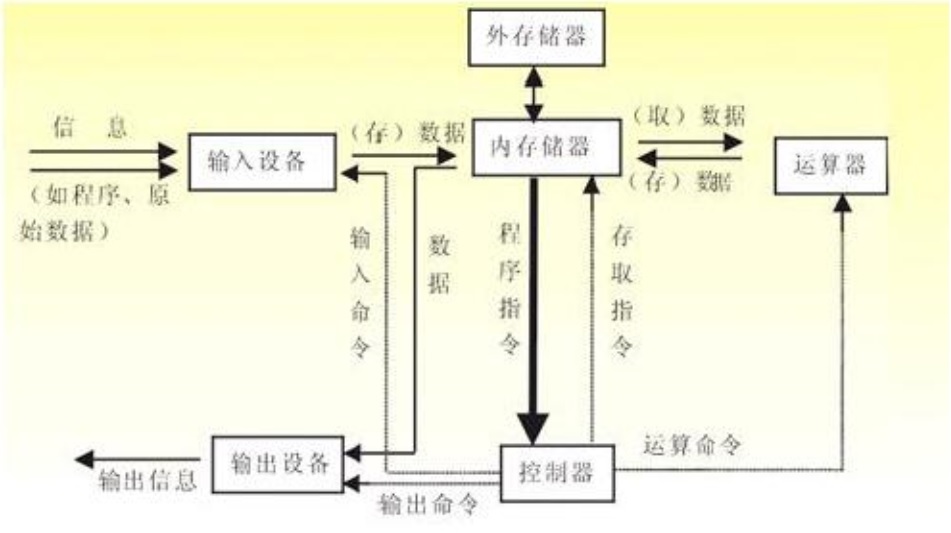 外存储器
信 息
（存）数据
（取）数据
输入设备
内存储器
运算器
（如程序、原
始数据）
（存）数据
输入命令
数据
程序指令
存取指令
运算命令
输出设备
控制器
输出信息
输出命令